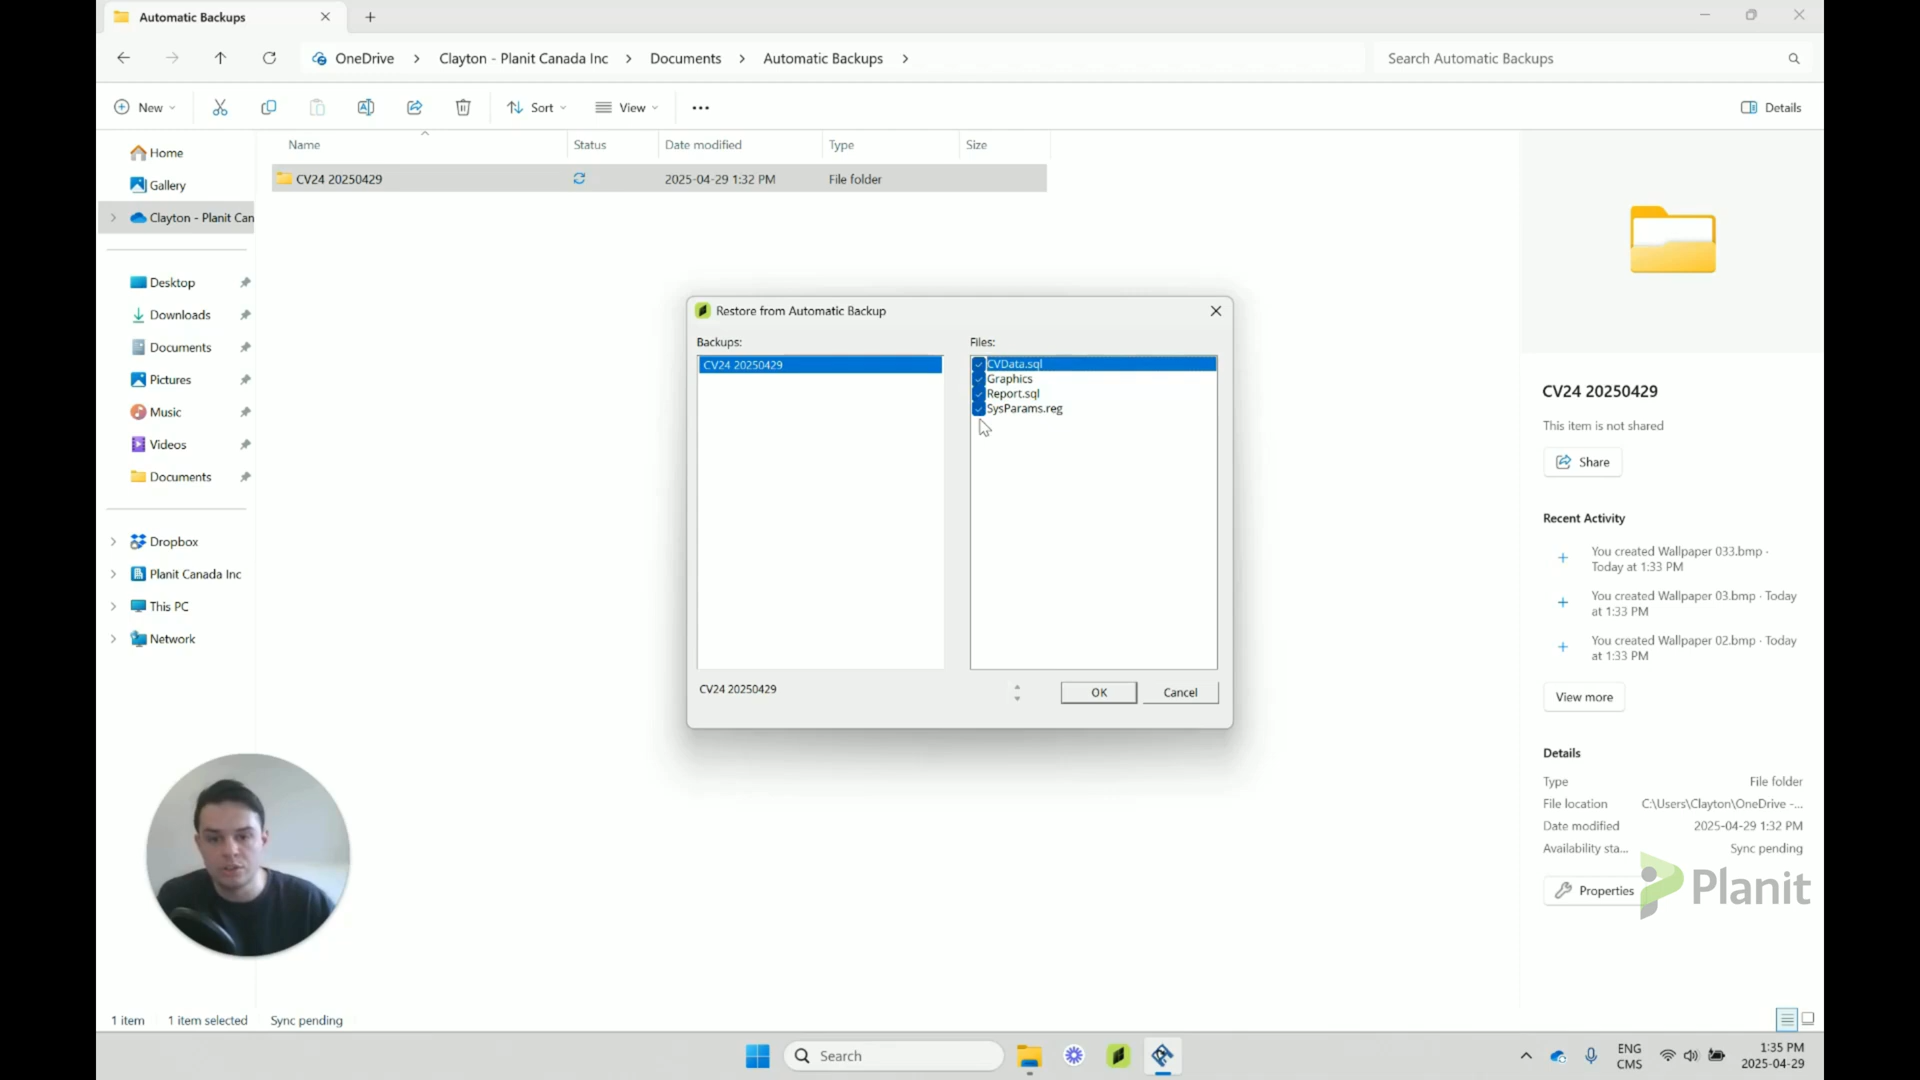 Automatic Backups
OneDrive > Clayton - Planit Canada Inc > Documents > Automatic Backups >
Search Automatic Backups
New
Sort
View
Details
Name
Status
Date modified
Type
Size
CV24 20250429
2025-04-29 1:32 PM
File folder
Home
Gallery
Clayton - Planit Can
Desktop
Downloads
Documents
Pictures
Music
Videos
Documents
Dropbox
Planit Canada Inc
This PC
Network
Restore from Automatic Backup
Backups:
Files:
CV24 20250429
CVData.sql
Graphics
Report.sql
SysParams.reg
CV24 20250429
OK
Cancel
CV24 20250429
This item is not shared
Share
Recent Activity
You created Wallpaper 033.bmp ·
Today at 1:33 PM
You created Wallpaper 03.bmp · Today
at 1:33 PM
You created Wallpaper 02.bmp · Today
at 1:33 PM
View more
Details
Type
File folder
File location
C:\Users\Clayton\OneDrive -...
Date modified
2025-04-29 1:32 PM
Availability sta...
Sync pending
Properties
Planit
1 item
1 item selected
Sync pending
Search
ENG
CMS
1:35 PM
2025-04-29